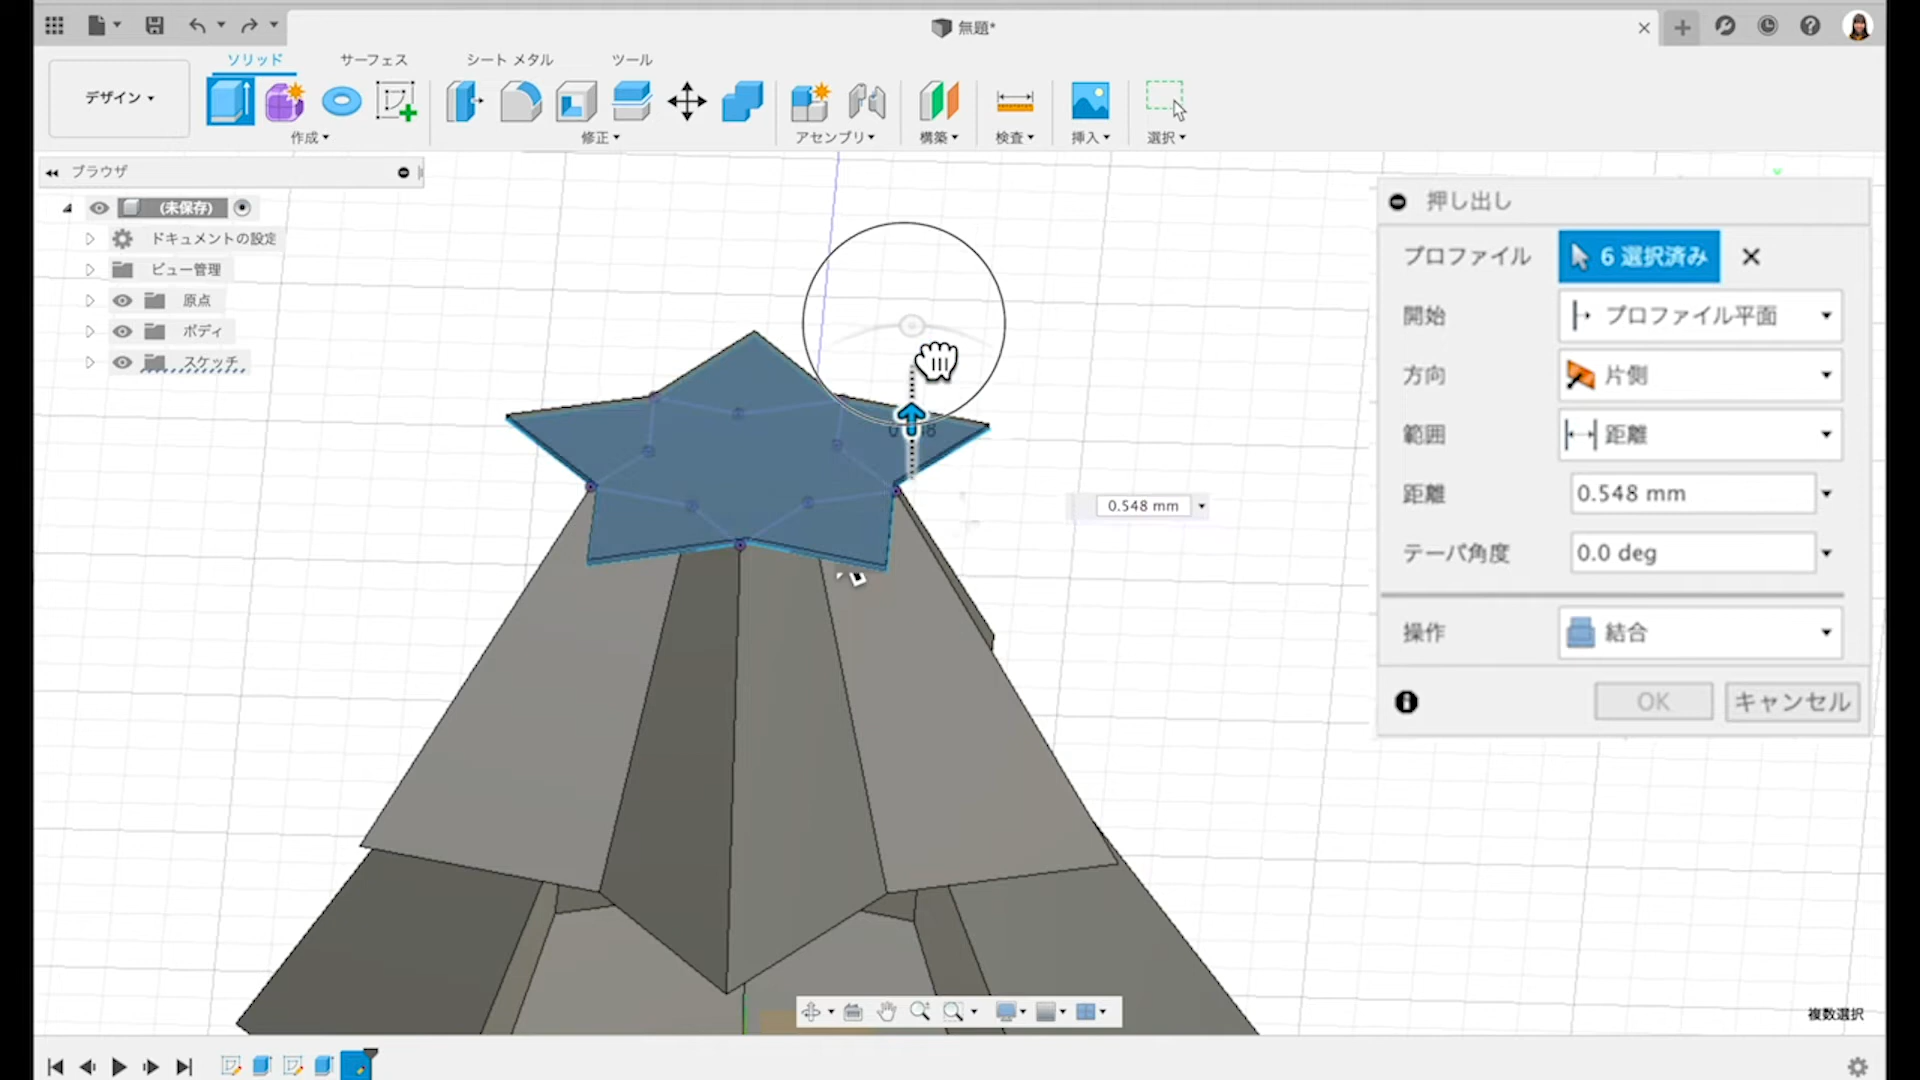 無題*
ソリッド
サーフェス
シート メタル
ツール
デザイン
作成
修正
アセンブリ
構築
検査
挿入
選択
ブラウザ
(未保存)
ドキュメントの設定
ビュー管理
原点
ボディ
スケッチ
押し出し
プロファイル
6 選択済み
開始
プロファイル平面
方向
片側
範囲
距離
距離
0.548 mm
テーパ角度
0.0 deg
操作
結合
OK
キャンセル
0.548 mm
複数選択